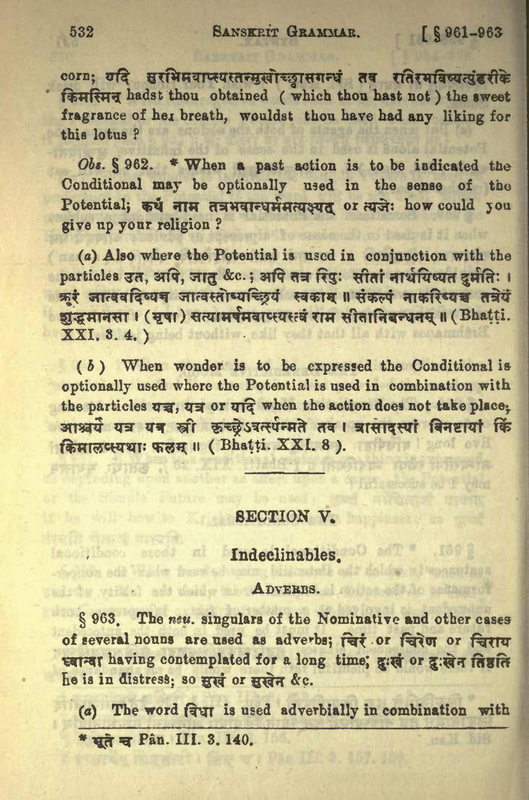 532 SANSKRIT GRAMMAR. [ § 961-963
corn; यदि सुरभिमवाप्स्यस्तन्मुखोच्छ्वासगन्धं तव रतिरभविष्यत्पुंडरीके
किमस्मिन् hadst thou obtained ( which thou hast not ) the sweet
fragrance of her breath, wouldst thou have had any liking for
this lotus ?
Obs. § 962. * When a past action is to be indicated the
Conditional may be optionally used in the sense of the
Potential; कथं नाम तत्रभवान्धर्ममत्यक्ष्यत् or त्यजेः how could you
give up your religion ?
(a) Also where the Potential is used in conjunction with the
particles उत, अपि, जातु &c.; अपि तत्र रिपुः सीतां नार्थयिष्यत दुर्मतिः ।
क्रूरं जात्ववदिष्यच्च जात्वस्तोष्यच्छ्रियं स्वकाम् ॥ संकल्पं नाकरिष्यच्च तत्रेयं
शुद्धमानसा । (मृषा) सत्यामर्षमवाप्स्यस्त्वं राम सीतानिबन्धनम् ॥ (Bhaṭṭi.
XXI. 3. 4. )
( b ) When wonder is to be expressed the Conditional is
optionally used where the Potential is used in combination with
the particles यच्च, यत्र or यदि when the action does not take place,
आश्चर्यं यत्र यच्च स्त्री कृच्छ्रेऽवर्त्स्यन्मते तव । त्रासादस्यां विनष्टायां किं
किमालप्स्यथाः फलम् ॥ ( Bhaṭṭi. XXI. 8 ).
SECTION V.
Indeclinables.
ADVERBS.
§ 963. The neu. singulars of the Nominative and other cases
of several nouns are used as adverbs; चिरं or चिरेण or चिराय
ध्यात्वा having contemplated for a long time; दुःखं or दुःखेन तिष्ठति
he is in distress; so सुखं or सुखेन &c.
(a) The word विधा is used adverbially in combination with
* भूते च Pân. III. 3. 140.